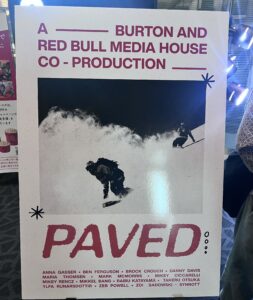 A ——— BURTON AND
RED BULL MEDIA HOUSE
CO - PRODUCTION ———
PAVED
ANNA GASSER • BEN FERGUSON • BROCK CROUCH • DANNY DAVIS
MARIA THOMSEN • MARK MCMORRIS • MIKEY CICCARELLI
MIKEY RENCZ • MIKKEL BANG • RAIBU KATAYAMA • TAKERU OTSUKA
YLFA RUNARSDOTTIR • ZEB POWELL • ZOI SADOWSKI SYNNOTT